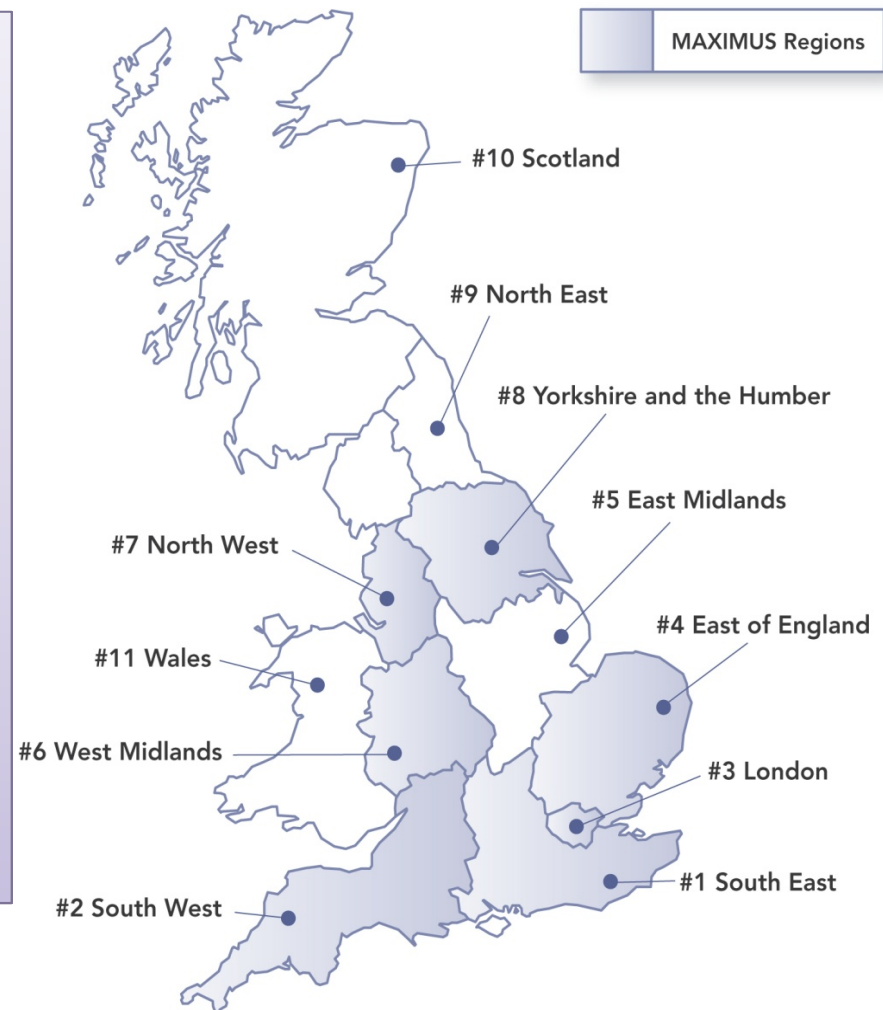 MAXIMUS Regions
#10 Scotland
#9 North East
#8 Yorkshire and the Humber
#5 East Midlands
#7 North West
#4 East of England
#11 Wales
#6 West Midlands
#3 London
#1 South East
#2 South West